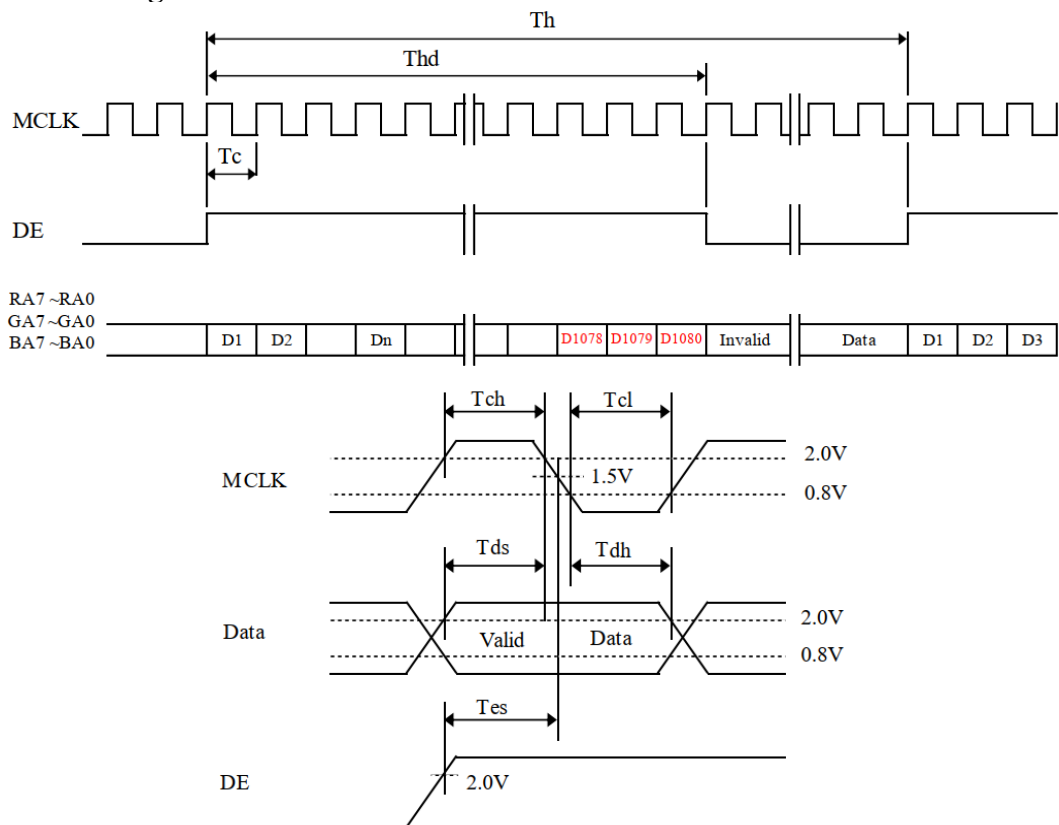 Th
Thd
MCLK
Tc
DE
RA7 ~RA0
GA7 ~GA0
BA7 ~BA0
D1 D2 Dn D1078 D1079 D1080 Invalid Data D1 D2 D3
Tch Tcl
2.0V
MCLK 1.5V
0.8V
Tds Tdh
2.0V
Data Valid Data
0.8V
Tes
DE 2.0V